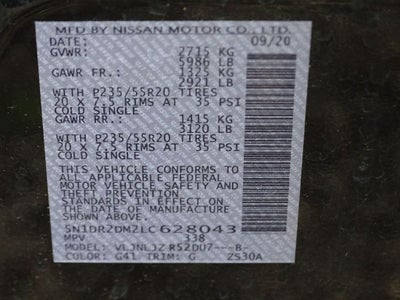 MFD BY NISSAN MOTOR CO., LTD.
DATE: 09/20
GVWR: 2715 KG
5986 LB
GAWR FR.: 1325 KG
2921 LB
WITH P235/55R20 TIRES
20 X 7.5 RIMS AT 35 PSI
COLD SINGLE
GAWR RR.: 1415 KG
3120 LB
WITH P235/55R20 TIRES
20 X 7.5 RIMS AT 35 PSI
COLD SINGLE
THIS VEHICLE CONFORMS TO
ALL APPLICABLE FEDERAL
MOTOR VEHICLE SAFETY AND
THEFT PREVENTION
STANDARDS IN EFFECT ON
THE DATE OF MANUFACTURE
SHOWN ABOVE.
5N1DR2DM2LC628043
MPV 338
VLJNLJZ R52DU7---B-
COLOR: G41 TRIM: G ZS30A